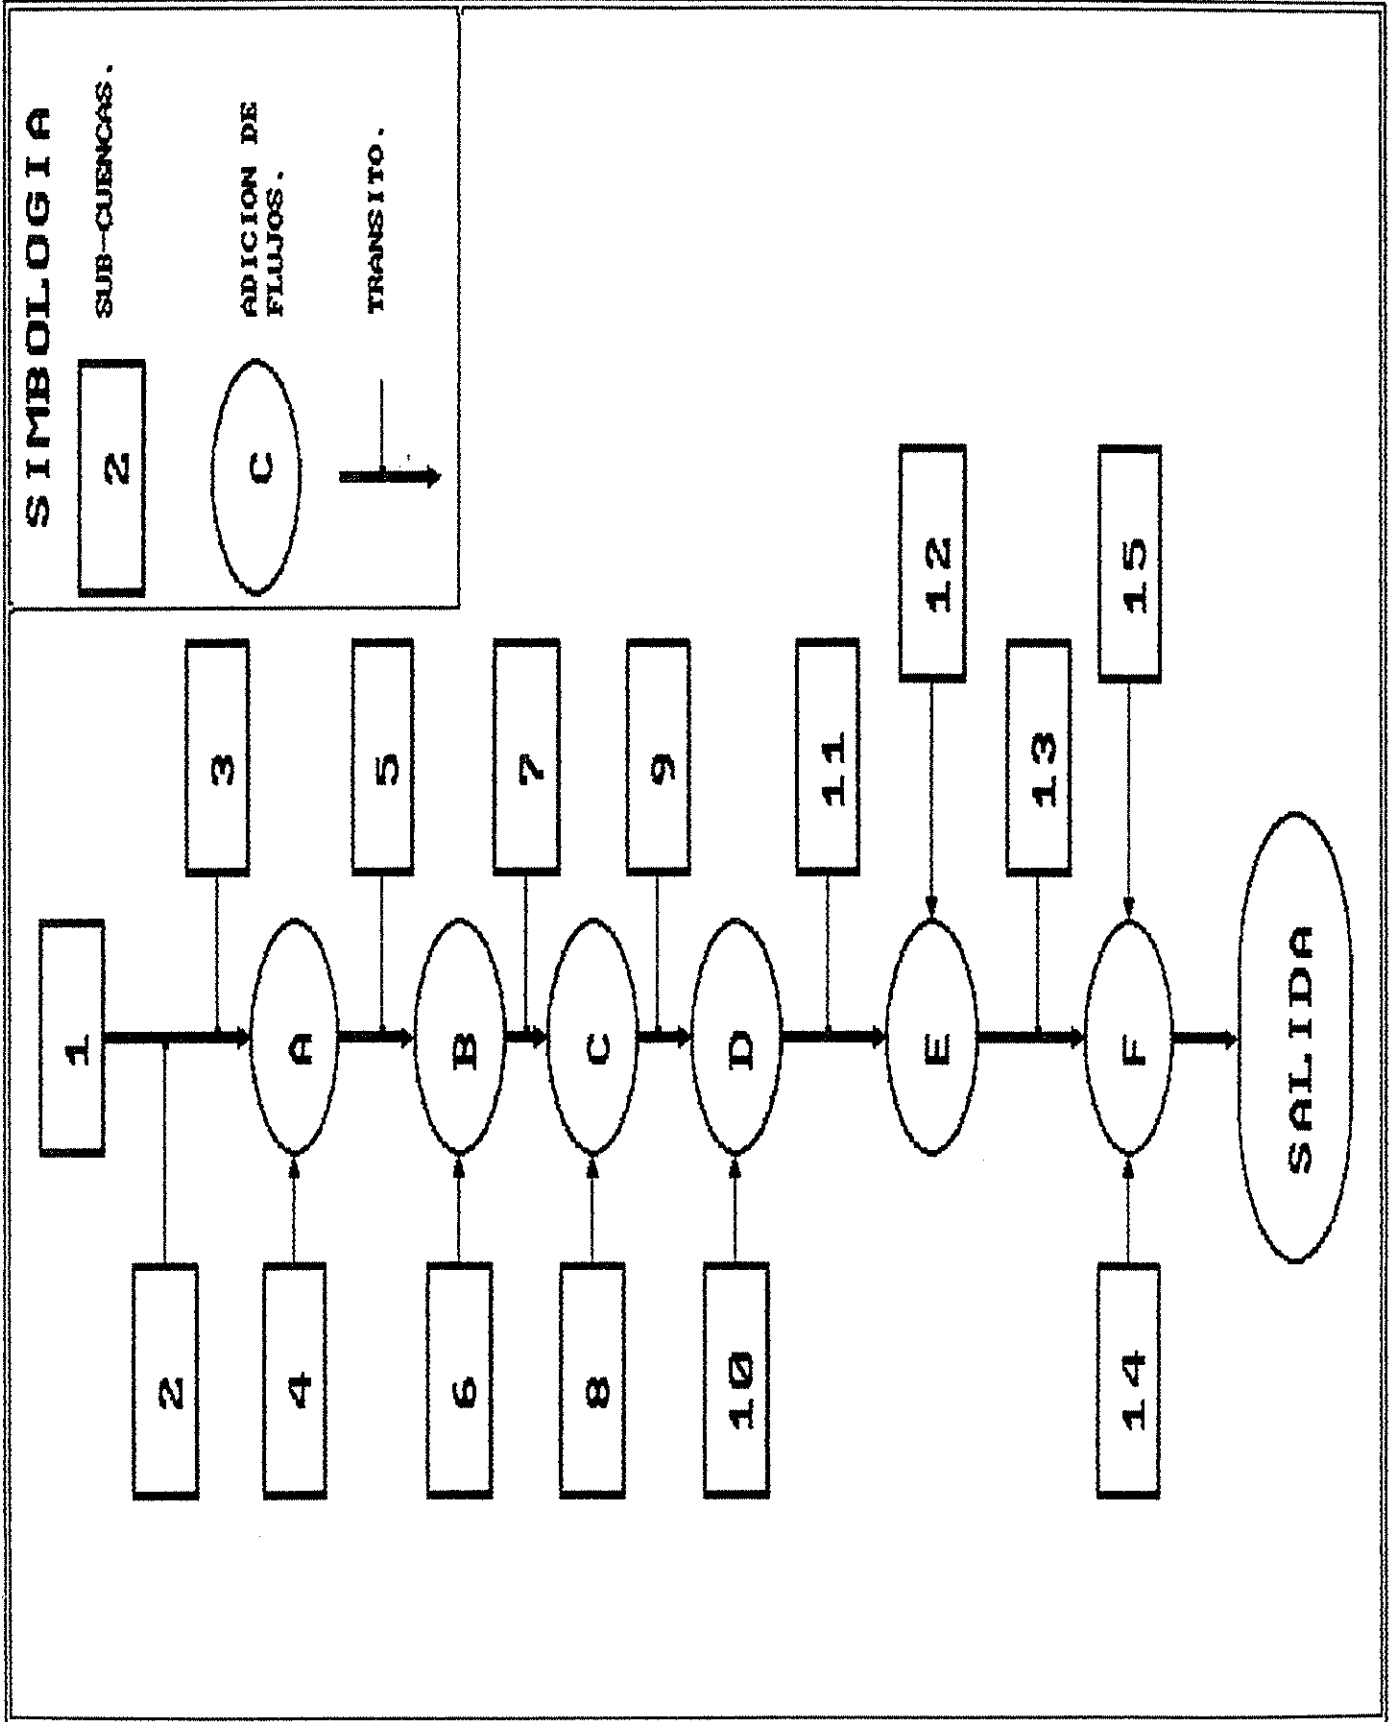 SIMBOLOGIA
2
SUB-CUENCAS.
C
ADICION DE
FLUJOS.
TRANSITO.
1
2
3
4
A
5
6
B
7
8
C
9
10
D
11
12
E
13
14
F
15
SALIDA